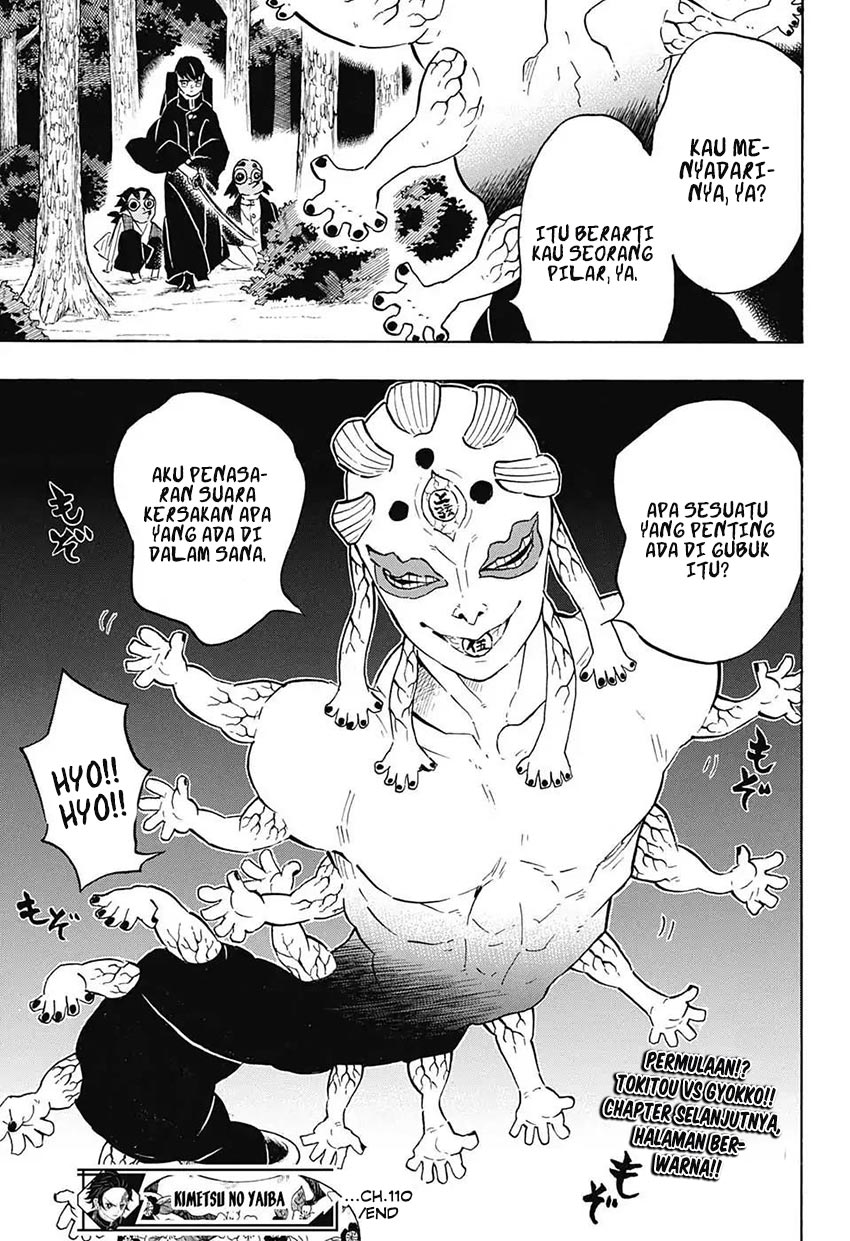 KAU ME-
NYADARI-
NYA, YA?
ITU BERARTI
KAU SEORANG
PILAR, YA.
APA SESUATU
YANG PENTING
ADA DI GUBUK
ITU?
AKU PENASA-
RAN SUARA
KERSAKAN APA
YANG ADA DI
DALAM SANA.
もぞ
もぞ
HYO!!
HYO!!
もぞ
もぞ
PERMULAAN!?
TOKITOU VS GYOKKO!!
CHAPTER SELANJUTNYA,
HALAMAN BER-
WARNA!!
KIMETSU NO YAIBA
...CH.110
/END